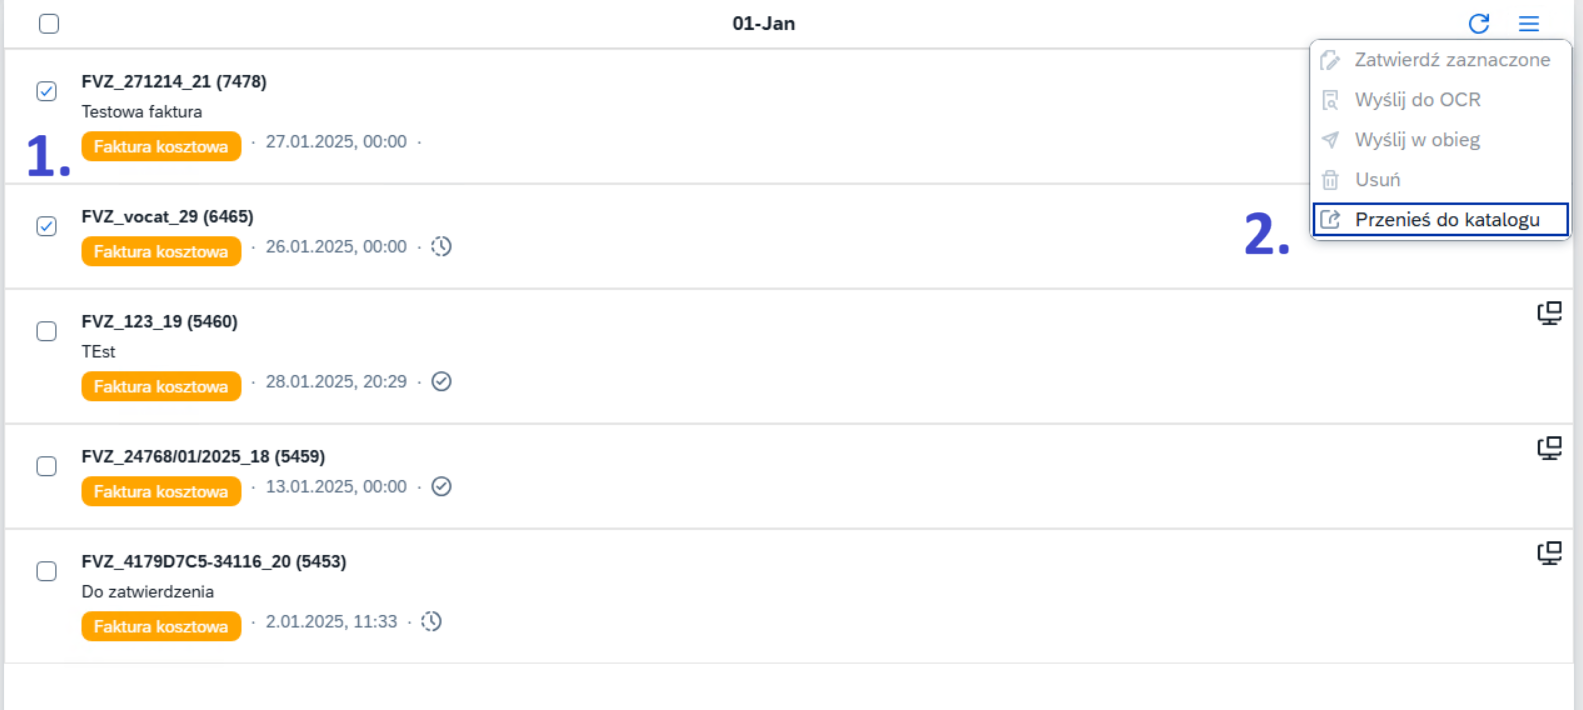 01-Jan
Zatwierdź zaznaczone
Wyślij do OCR
Wyślij w obieg
Usuń
Przenieś do katalogu
1.
2.
FVZ_271214_21 (7478)
Testowa faktura
Faktura kosztowa · 27.01.2025, 00:00 ·
FVZ_vocat_29 (6465)
Faktura kosztowa · 26.01.2025, 00:00 ·
FVZ_123_19 (5460)
TEst
Faktura kosztowa · 28.01.2025, 20:29 ·
FVZ_24768/01/2025_18 (5459)
Faktura kosztowa · 13.01.2025, 00:00 ·
FVZ_4179D7C5-34116_20 (5453)
Do zatwierdzenia
Faktura kosztowa · 2.01.2025, 11:33 ·